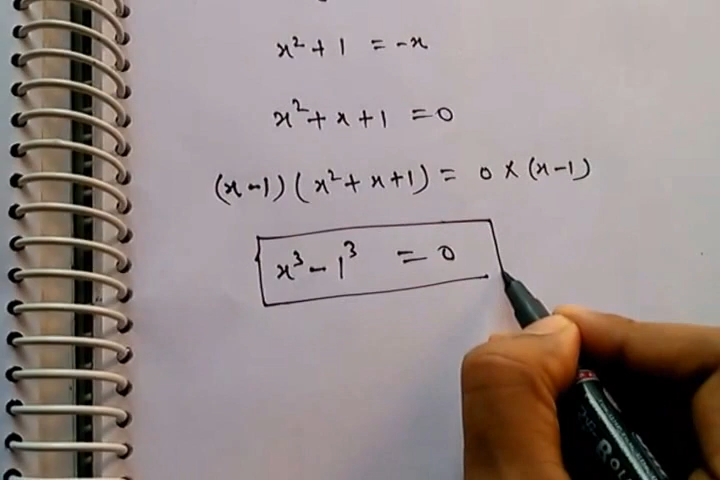 x² + 1 = -x
x² + x + 1 = 0
(x-1)(x² + x + 1) = 0 × (x-1)
x³ - 1³ = 0